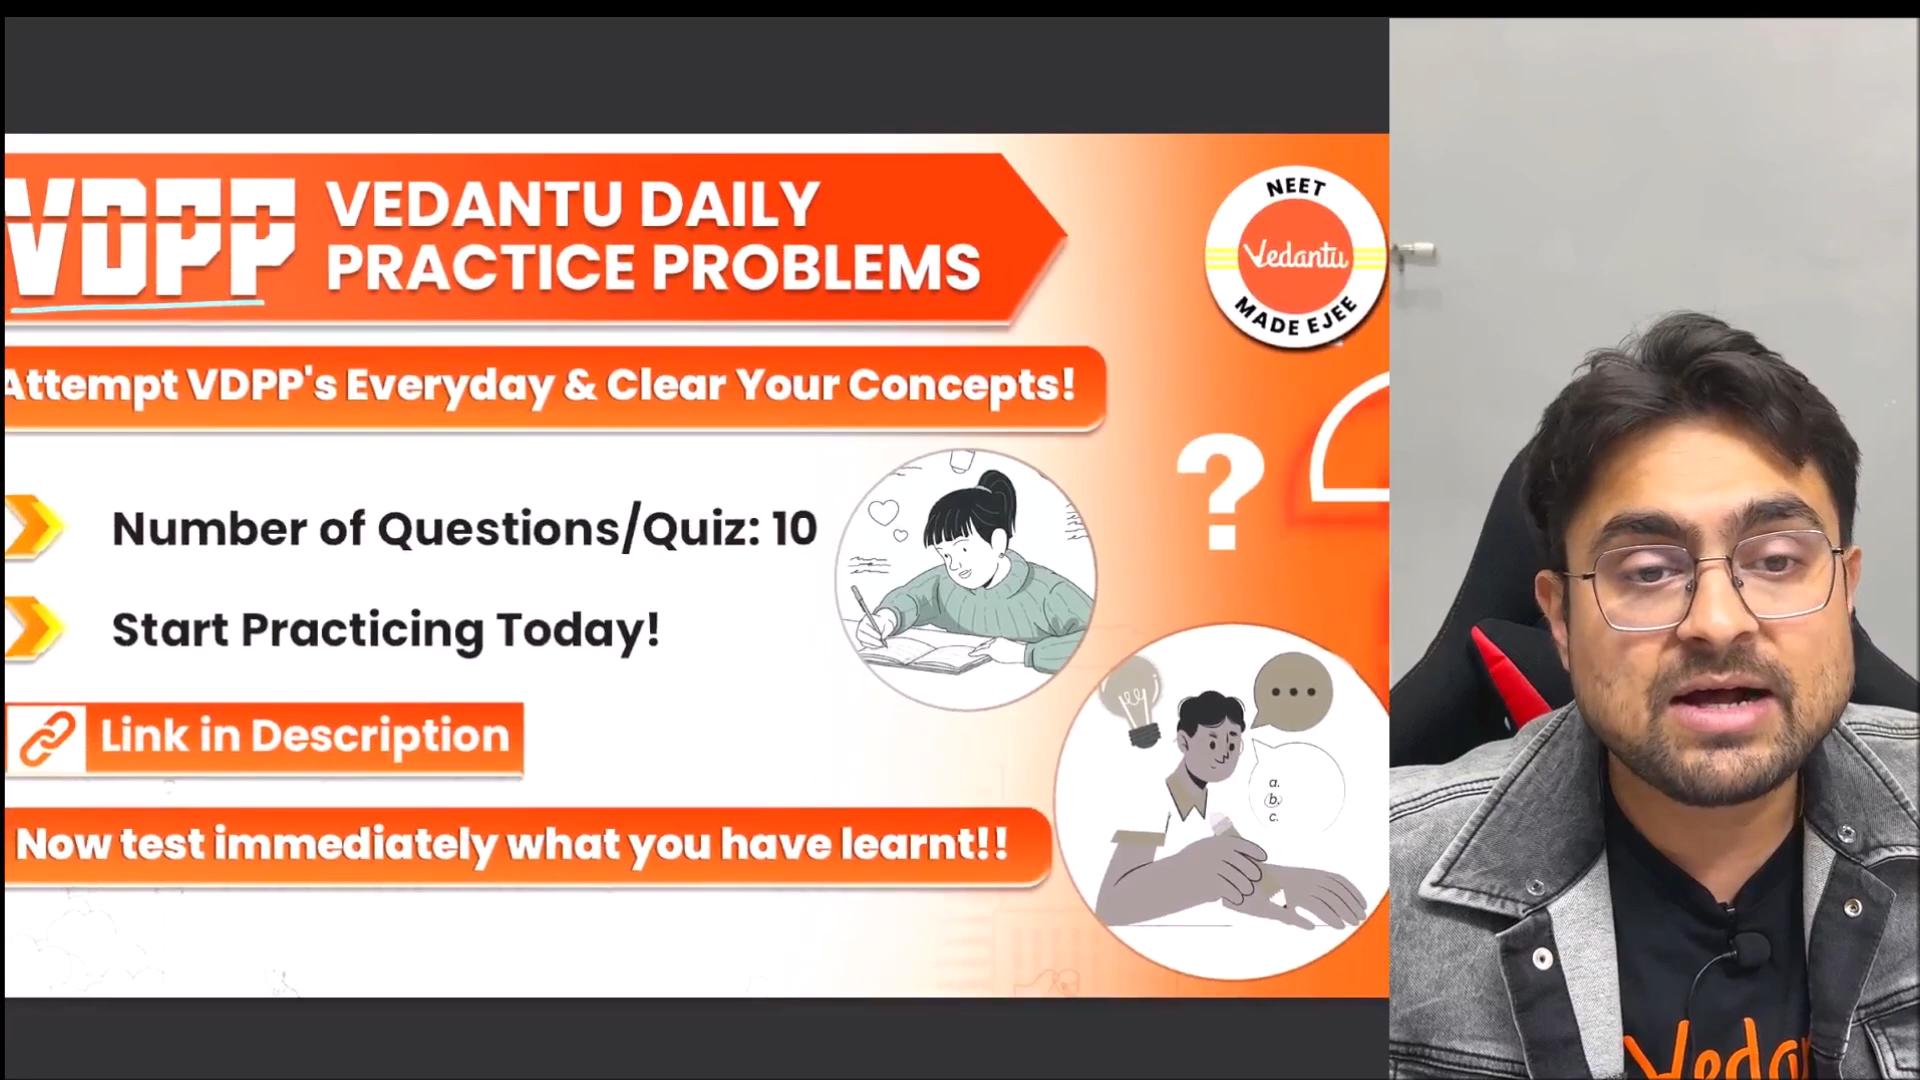 VDPP
VEDANTU DAILY
PRACTICE PROBLEMS
NEET
Vedantu
MADE EJEE
Attempt VDPP's Everyday & Clear Your Concepts!
Number of Questions/Quiz: 10
Start Practicing Today!
a.
b.
c.
Link in Description
Now test immediately what you have learnt!!
Veda